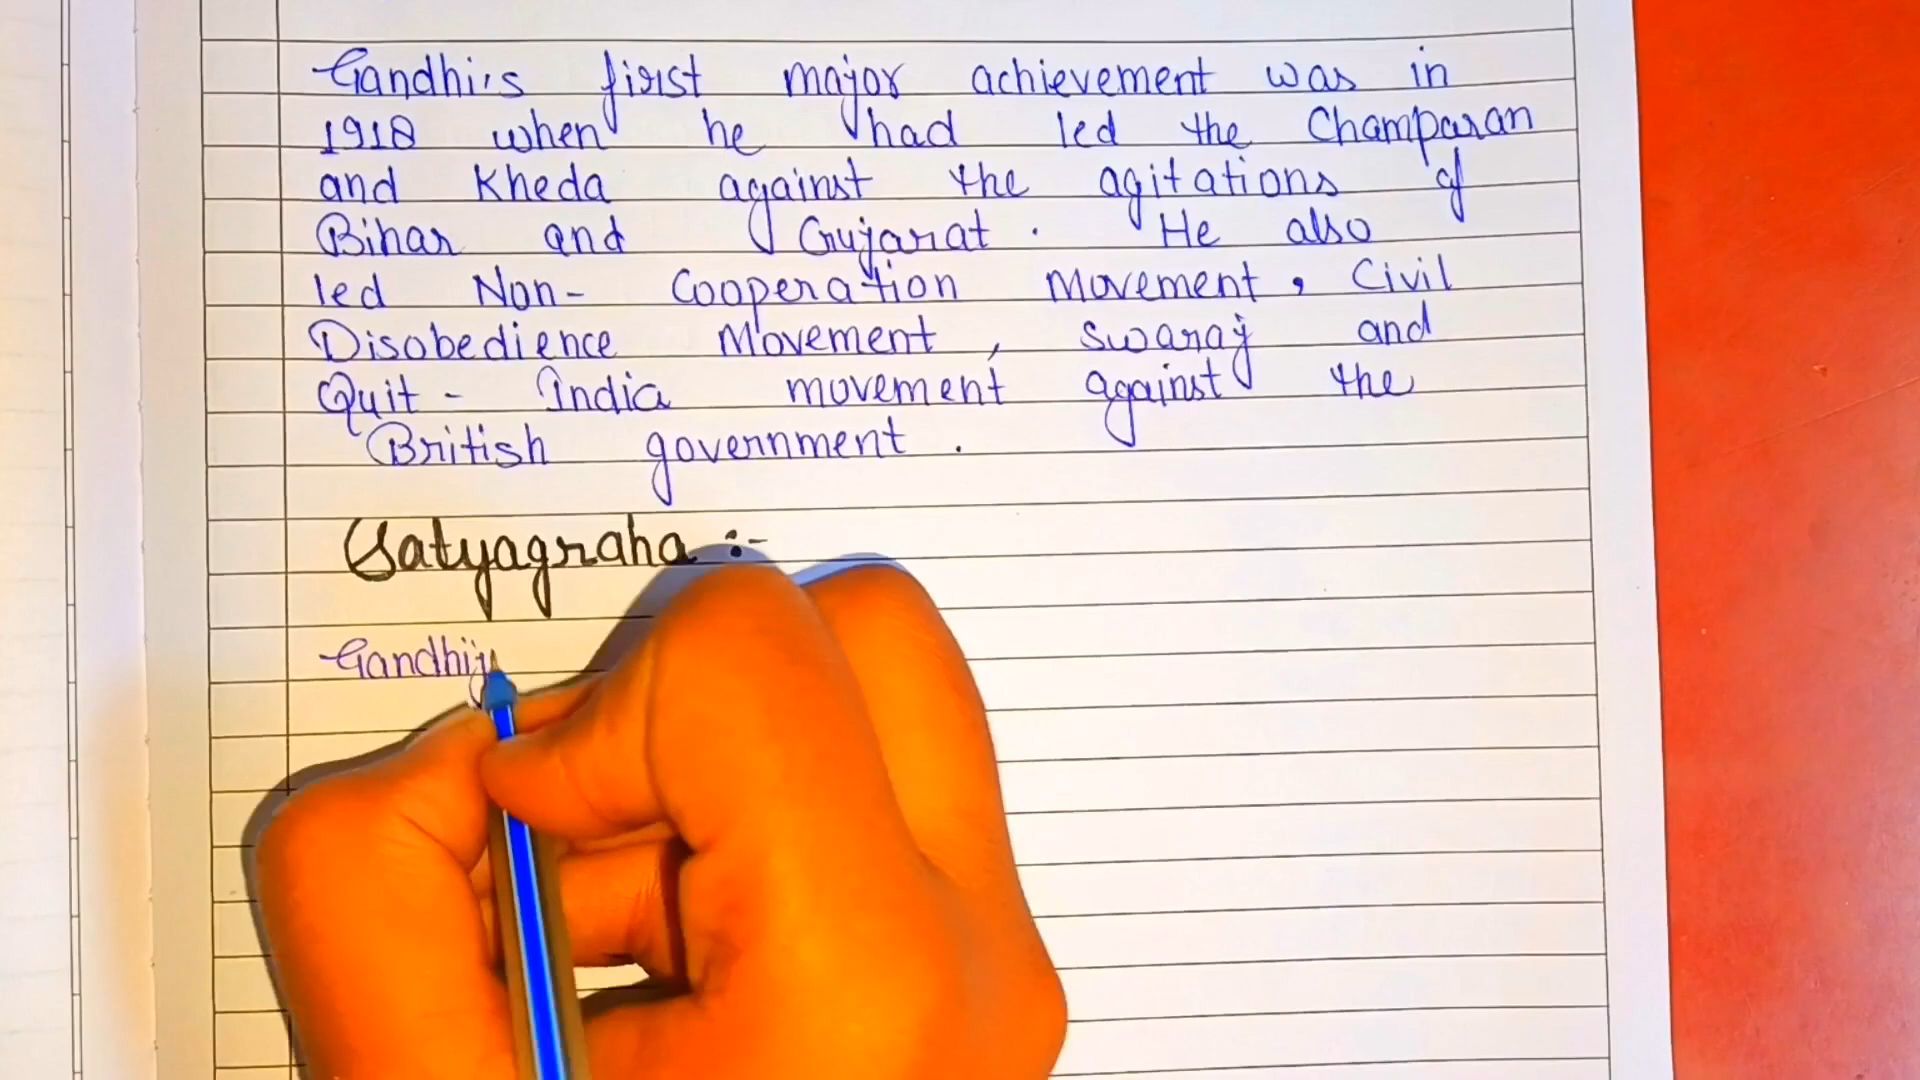 Gandhi's first major achievement was in
1918 when he had led the Champaran
and Kheda against the agitations of
Bihar and Gujarat . He also
led Non- Cooperation Movement , Civil
Disobedience Movement , Swaraj and
Quit - India movement against the
British government .
Satyagraha :-
Gandhij